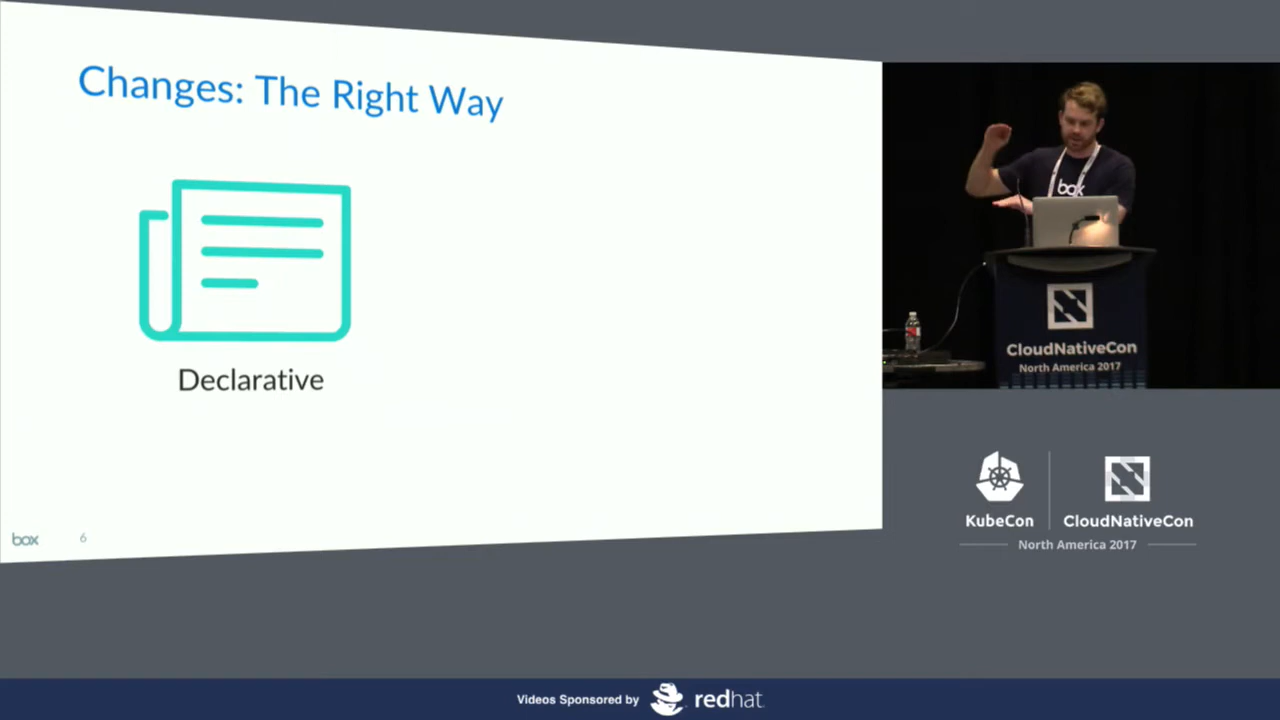 Changes: The Right Way
Declarative
box
6
box
CloudNativeCon
North America 2017
KubeCon
CloudNativeCon
North America 2017
Videos Sponsored by
redhat